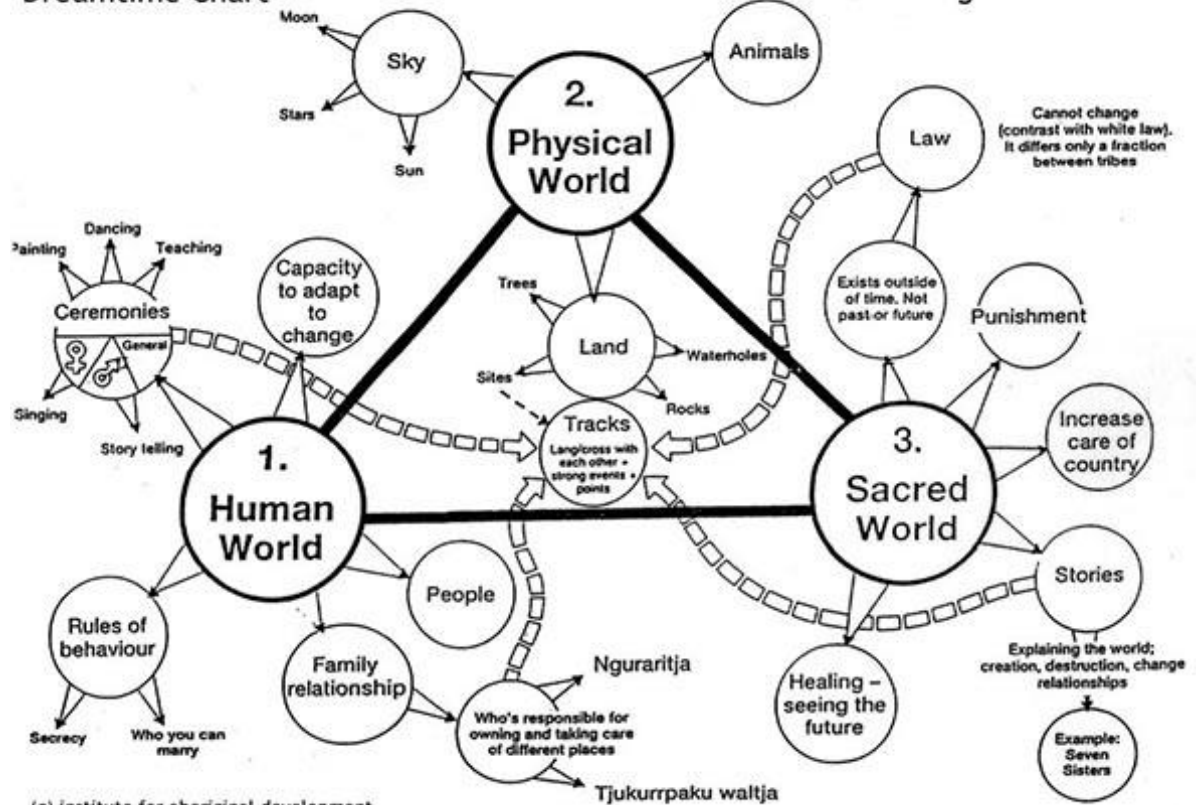 Dreamtime Chart
Moon
Sky
Stars
Sun
2.
Physical
World
Animals
Law
Cannot change
(contrast with white law).
It differs only a fraction
between tribes
Painting
Dancing
Teaching
Ceremonies
General
Singing
Story telling
Capacity
to adapt
to
change
Trees
Land
Waterholes
Sites
Rocks
Tracks
Lang/cross with
each other +
strong events +
points
Exists outside
of time. Not
past or future
Punishment
Increase
care of
country
1.
Human
World
3.
Sacred
World
Stories
Explaining the world;
creation, destruction, change
relationships
Example:
Seven
Sisters
Healing –
seeing the
future
People
Rules of
behaviour
Secrecy
Who you can
marry
Family
relationship
Who's responsible for
owning and taking care
of different places
Nguraritja
Tjukurrpaku waltja
(c) institute for aboriginal development